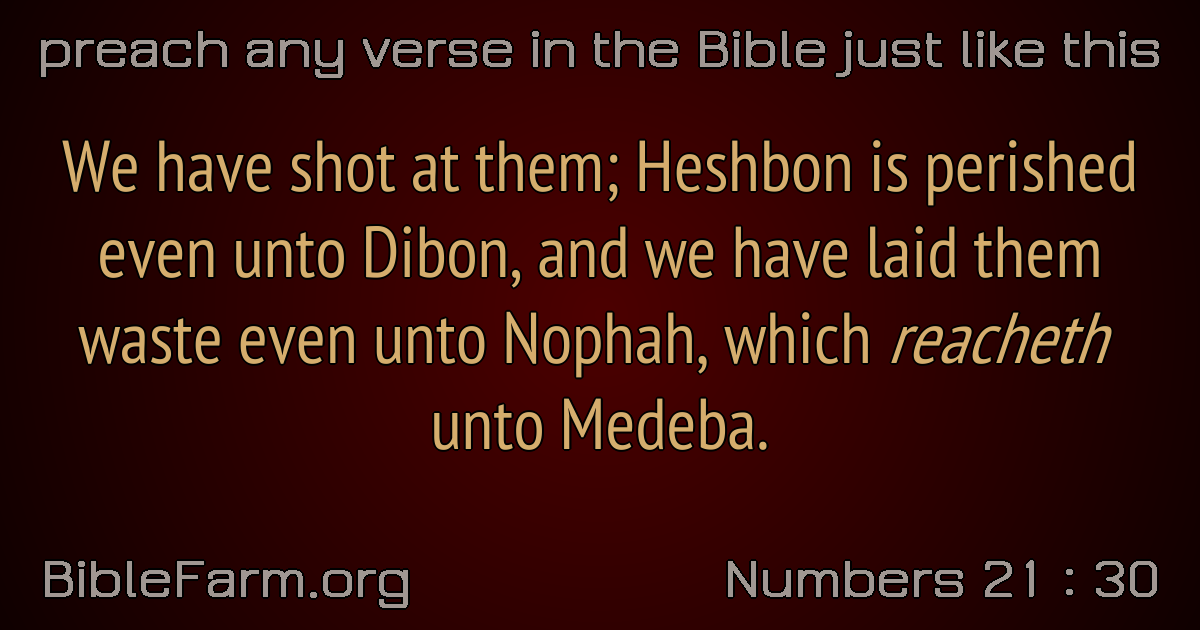 preach any verse in the Bible just like this
We have shot at them; Heshbon is perished
even unto Dibon, and we have laid them
waste even unto Nophah, which reacheth
unto Medeba.
BibleFarm.org
Numbers 21 : 30